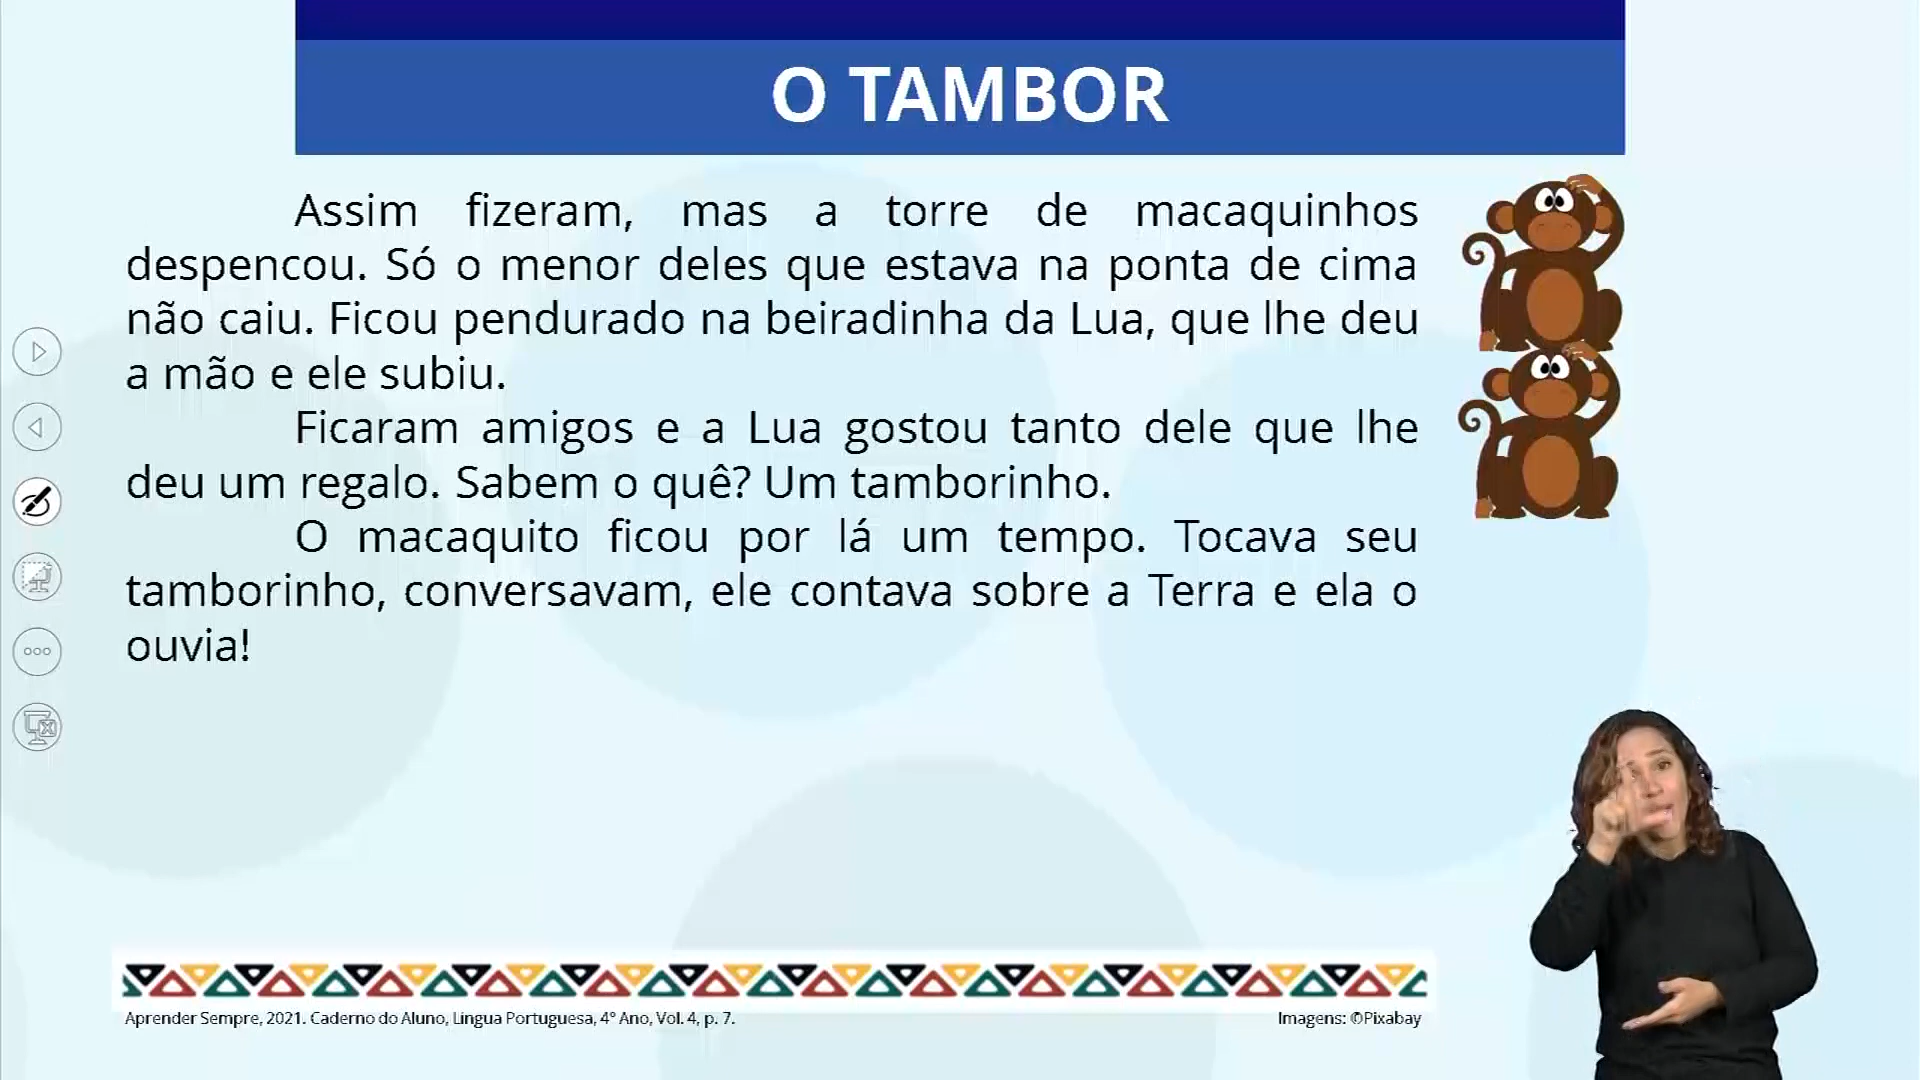 O TAMBOR
Assim fizeram, mas a torre de macaquinhos
despencou. Só o menor deles que estava na ponta de cima
não caiu. Ficou pendurado na beiradinha da Lua, que lhe deu
a mão e ele subiu.
Ficaram amigos e a Lua gostou tanto dele que lhe
deu um regalo. Sabem o quê? Um tamborinho.
O macaquito ficou por lá um tempo. Tocava seu
tamborinho, conversavam, ele contava sobre a Terra e ela o
ouvia!
Aprender Sempre, 2021. Caderno do Aluno, Língua Portuguesa, 4º Ano, Vol. 4, p. 7.
Imagens: ©Pixabay